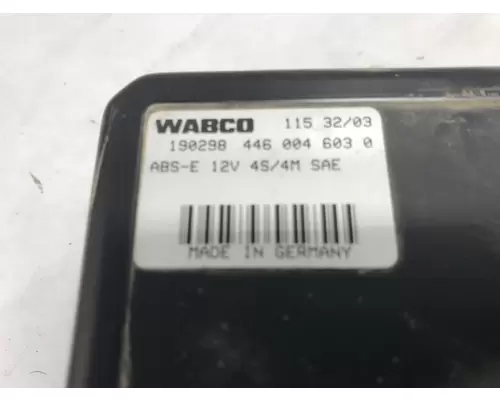 WABCO 115 32/03
190298 446 004 603 0
ABS-E 12V 4S/4M SAE
MADE IN GERMANY